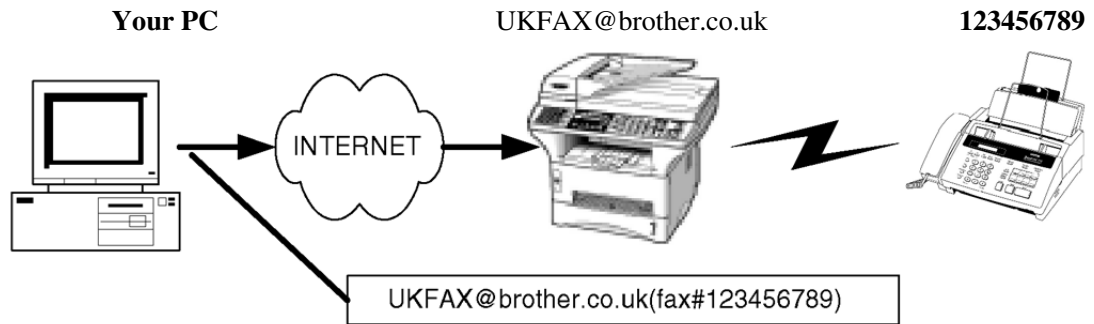 Your PC UKFAX@brother.co.uk 123456789
INTERNET
UKFAX@brother.co.uk(fax#123456789)